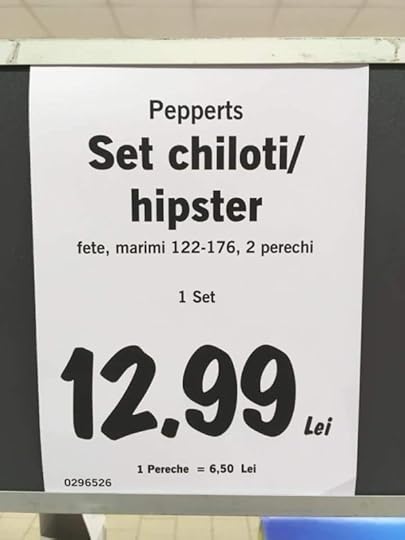 Pepperts
Set chiloti/
hipster
fete, marimi 122-176, 2 perechi
1 Set
12.99 Lei
1 Pereche = 6,50 Lei
0296526